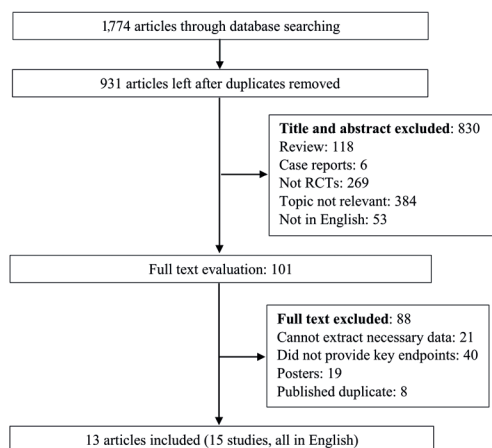 1,774 articles through database searching
931 articles left after duplicates removed
Title and abstract excluded: 830
Review: 118
Case reports: 6
Not RCTs: 269
Topic not relevant: 384
Not in English: 53
Full text evaluation: 101
Full text excluded: 88
Cannot extract necessary data: 21
Did not provide key endpoints: 40
Posters: 19
Published duplicate: 8
13 articles included (15 studies, all in English)